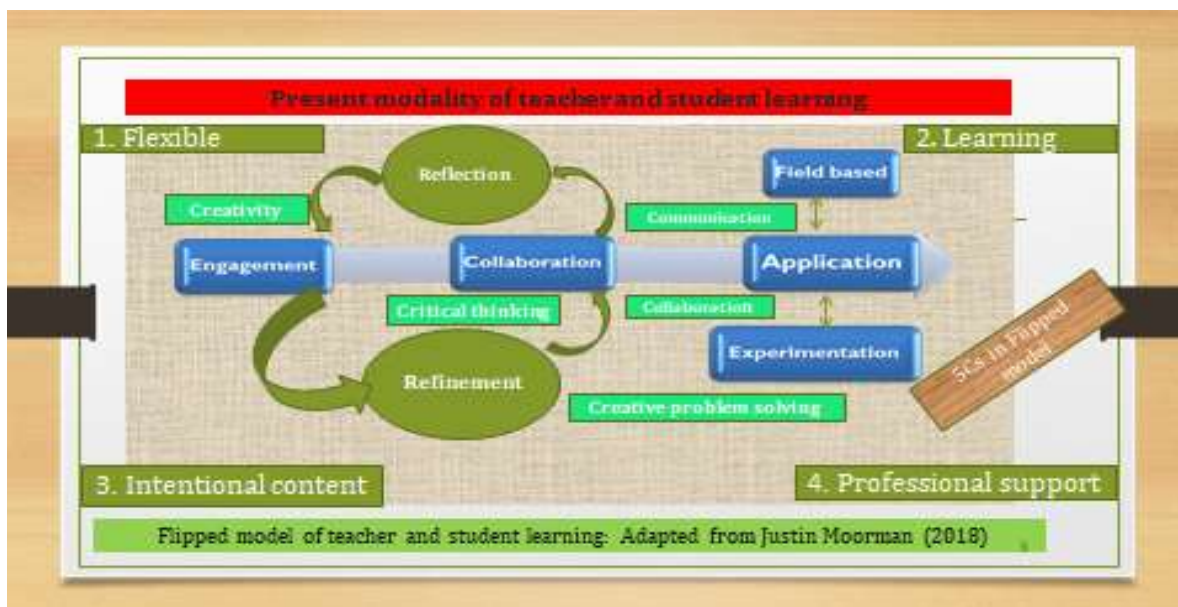 Present modality of teacher and student learning
1. Flexible
2. Learning
Reflection
Field based
Creativity
Communication
Engagement
Collaboration
Application
Critical thinking
Collaboration
Experimentation
5Cs in Flipped
model
Refinement
Creative problem solving
3. Intentional content
4. Professional support
Flipped model of teacher and student learning: Adapted from Justin Moorman (2018)